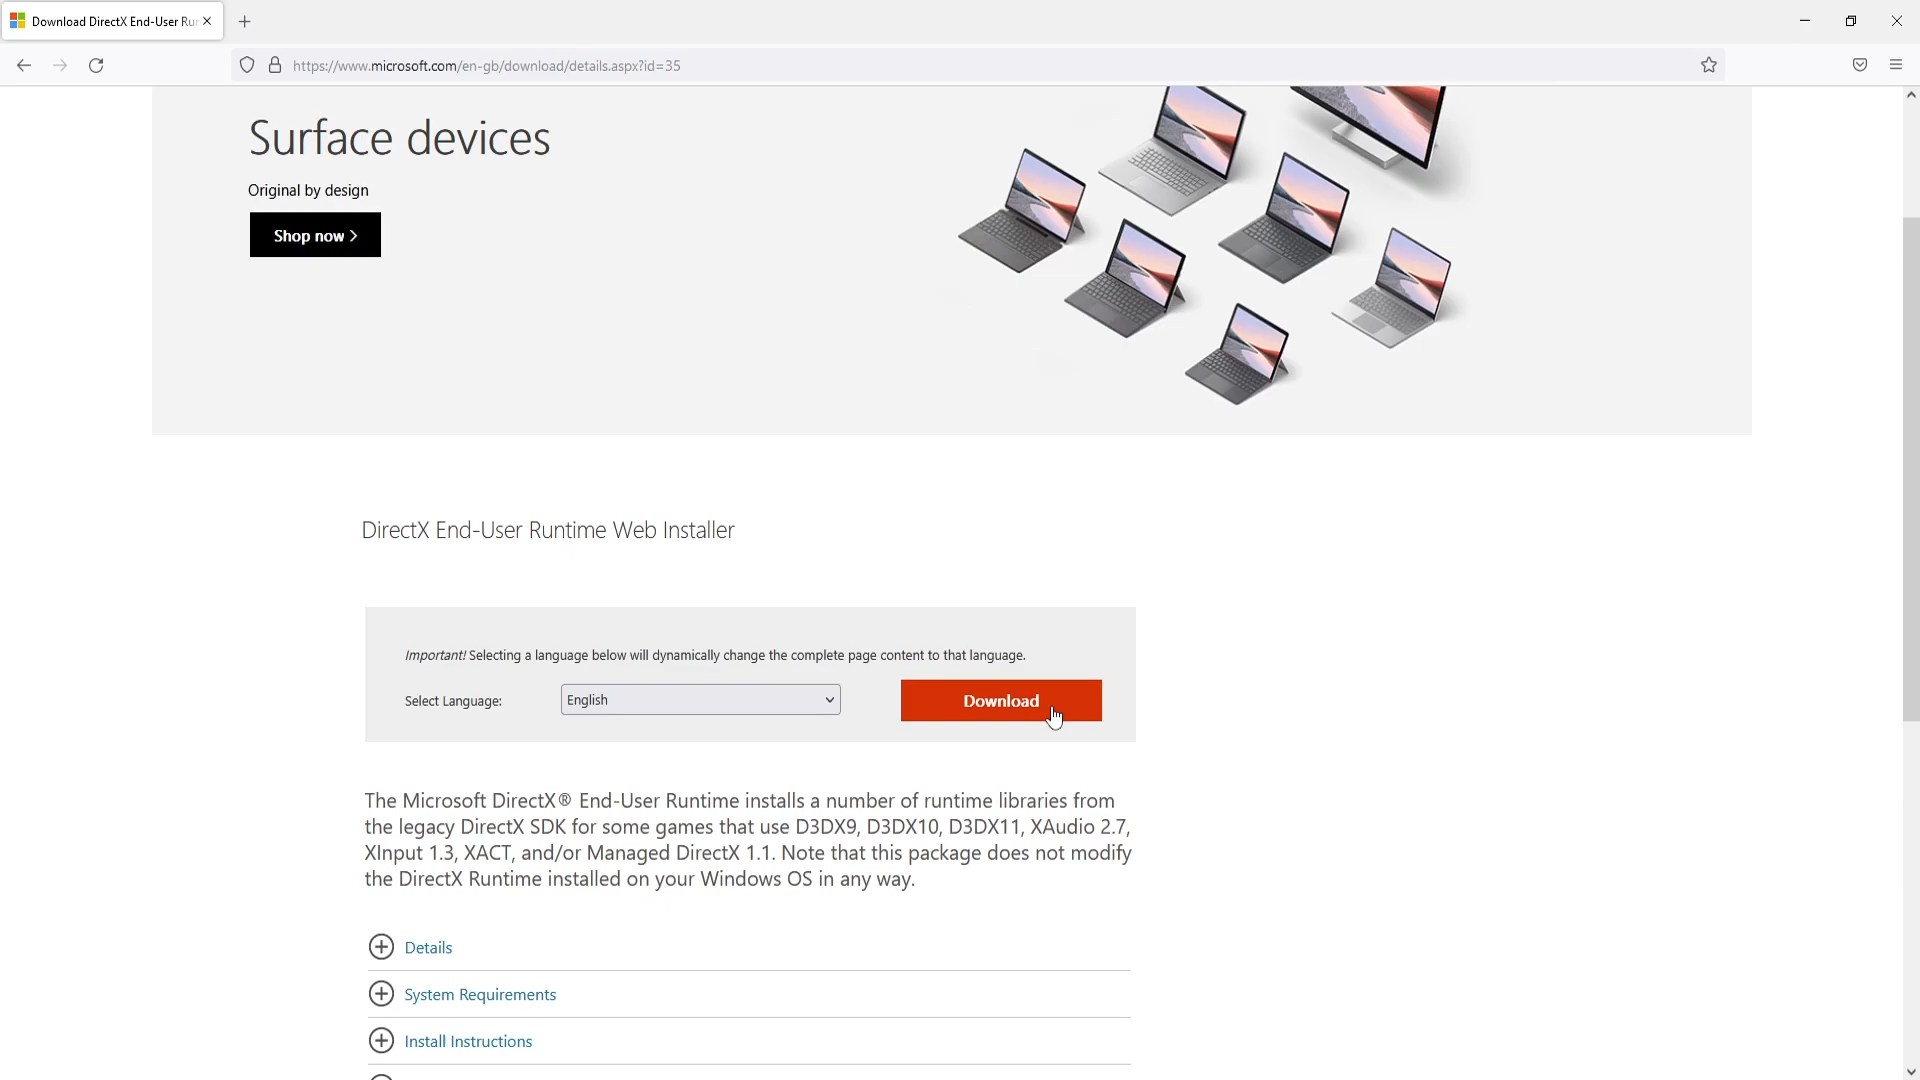 Download DirectX End-User Run
https://www.microsoft.com/en-gb/download/details.aspx?id=35
Surface devices
Original by design
Shop now >
DirectX End-User Runtime Web Installer
Important! Selecting a language below will dynamically change the complete page content to that language.
Select Language:
English
Download
The Microsoft DirectX® End-User Runtime installs a number of runtime libraries from
the legacy DirectX SDK for some games that use D3DX9, D3DX10, D3DX11, XAudio 2.7,
XInput 1.3, XACT, and/or Managed DirectX 1.1. Note that this package does not modify
the DirectX Runtime installed on your Windows OS in any way.
Details
System Requirements
Install Instructions